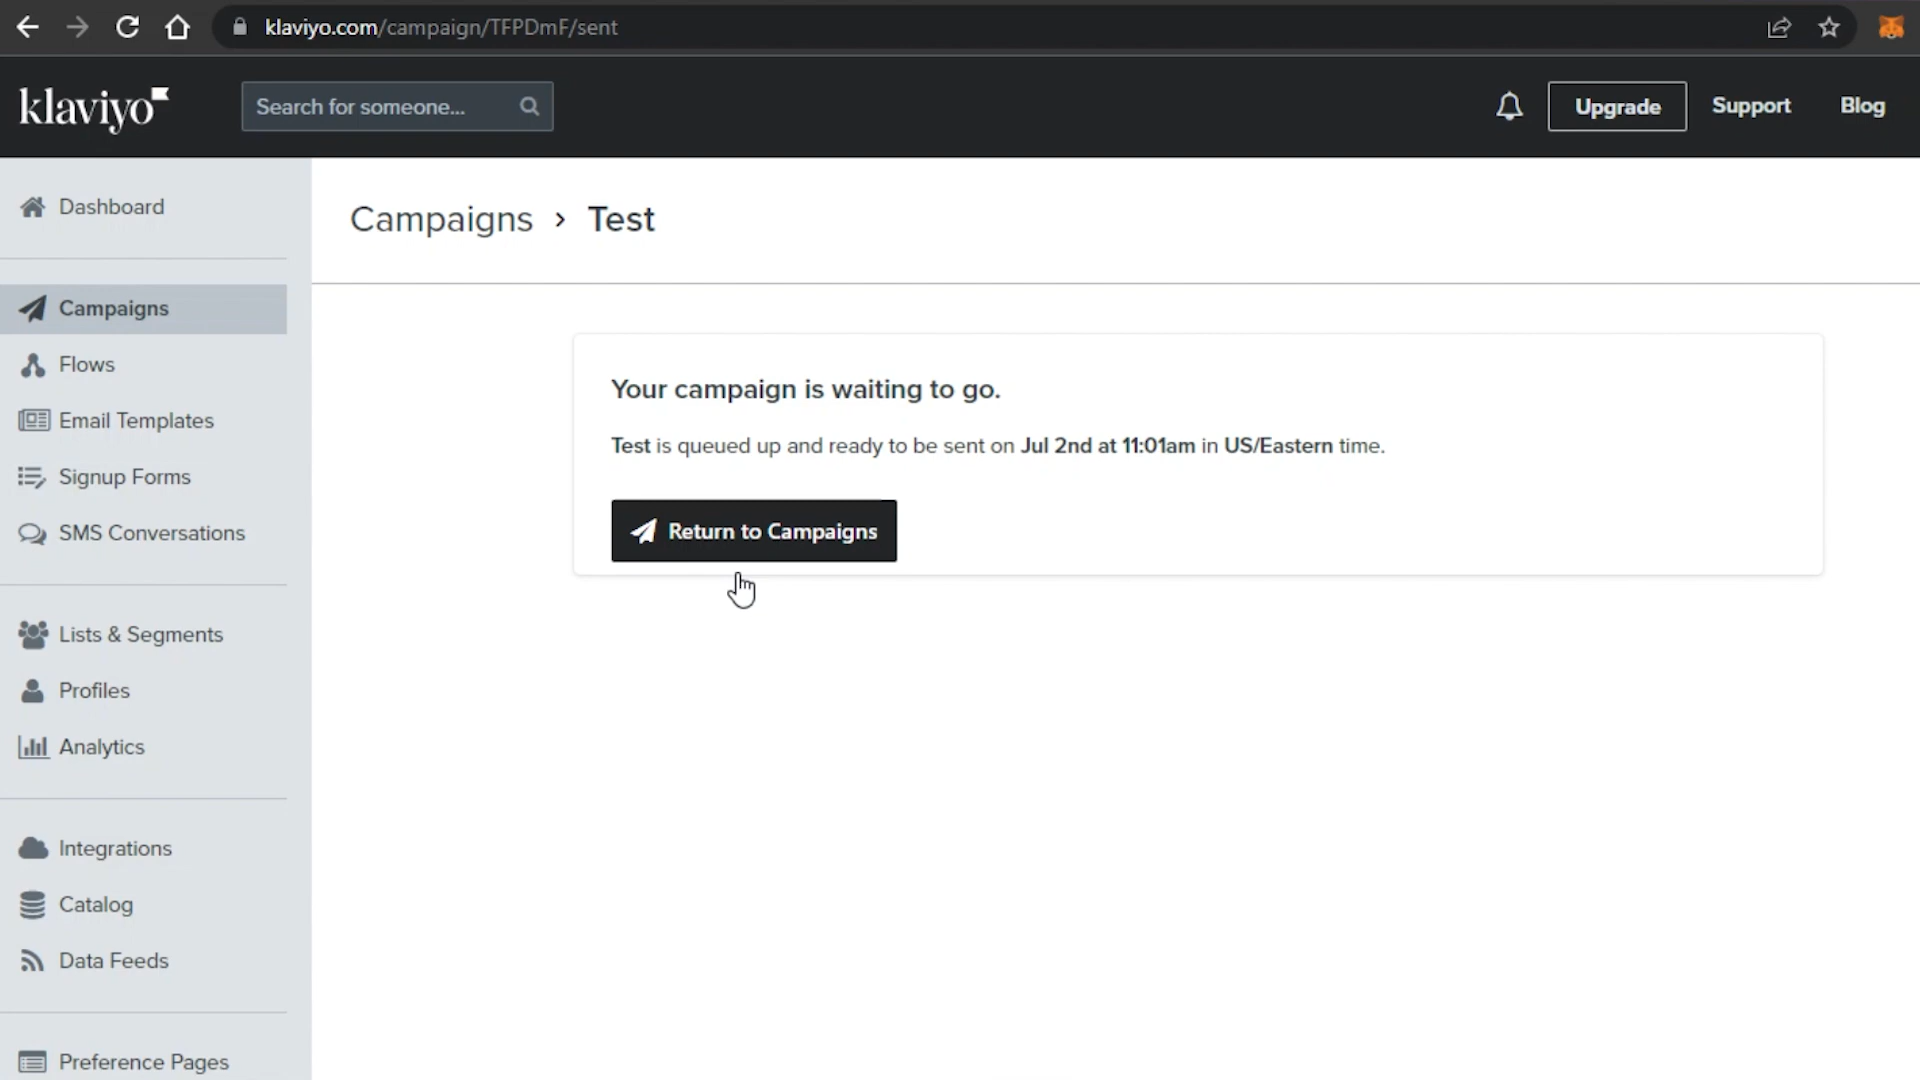 klaviyo.com/campaign/TFPDmF/sent
klaviyo
Search for someone...
Upgrade
Support
Blog
Dashboard
Campaigns
Flows
Email Templates
Signup Forms
SMS Conversations
Lists & Segments
Profiles
Analytics
Integrations
Catalog
Data Feeds
Preference Pages
Campaigns › Test
Your campaign is waiting to go.
Test is queued up and ready to be sent on Jul 2nd at 11:01am in US/Eastern time.
Return to Campaigns